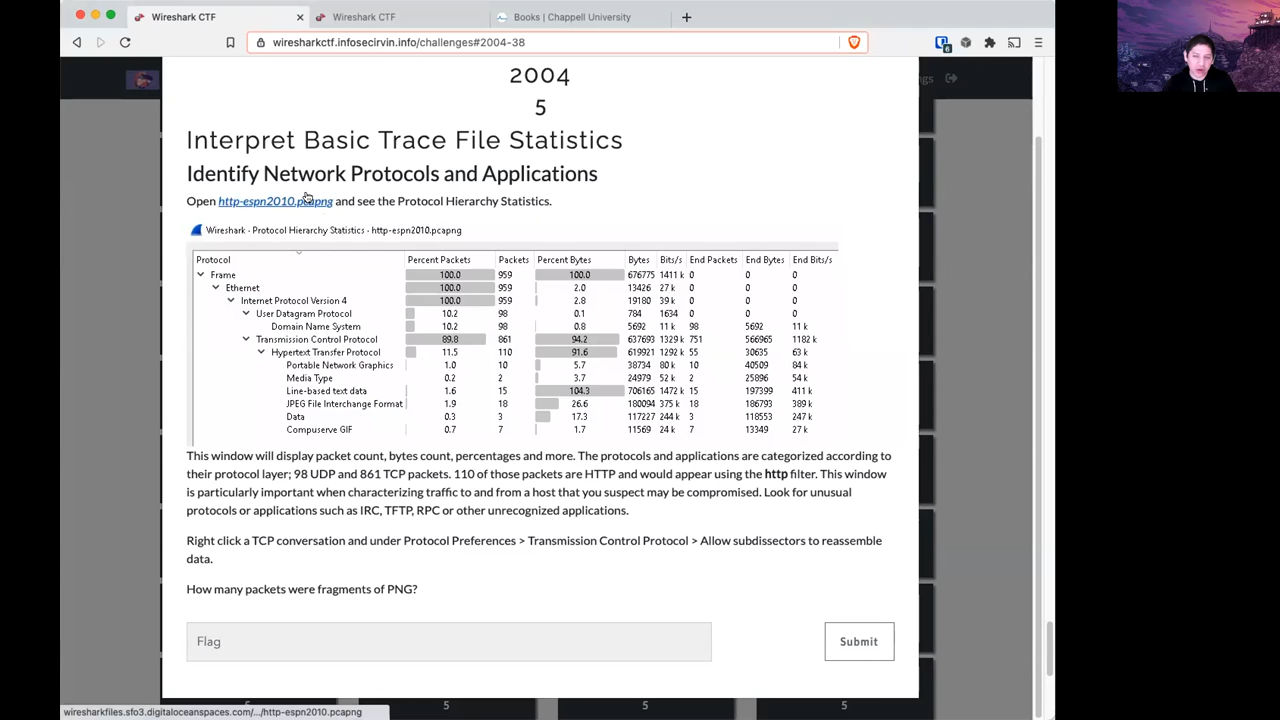 Wireshark CTF
Wireshark CTF
Books | Chappell University
wiresharkctf.infosecirvin.info/challenges#2004-38
6
ngs
2004
5
Interpret Basic Trace File Statistics
Identify Network Protocols and Applications
Open http-espn2010.pcapng and see the Protocol Hierarchy Statistics.
Wireshark · Protocol Hierarchy Statistics · http-espn2010.pcapng
Protocol Percent Packets Packets Percent Bytes Bytes Bits/s End Packets End Bytes End Bits/s
Frame 100.0 959 100.0 676775 1411 k 0 0 0
Ethernet 100.0 959 2.0 13426 27 k 0 0 0
Internet Protocol Version 4 100.0 959 2.8 19180 39 k 0 0 0
User Datagram Protocol 10.2 98 0.1 784 1634 0 0 0
Domain Name System 10.2 98 0.8 5692 11 k 98 5692 11 k
Transmission Control Protocol 89.8 861 94.2 637693 1329 k 751 566965 1182 k
Hypertext Transfer Protocol 11.5 110 91.6 619921 1292 k 55 30635 63 k
Portable Network Graphics 1.0 10 5.7 38734 80 k 10 40509 84 k
Media Type 0.2 2 3.7 24979 52 k 2 25896 54 k
Line-based text data 1.6 15 104.3 706165 1472 k 15 197399 411 k
JPEG File Interchange Format 1.9 18 26.6 180094 375 k 18 186793 389 k
Data 0.3 3 17.3 117227 244 k 3 118553 247 k
Compuserve GIF 0.7 7 1.7 11569 24 k 7 13349 27 k
This window will display packet count, bytes count, percentages and more. The protocols and applications are categorized according to
their protocol layer; 98 UDP and 861 TCP packets. 110 of those packets are HTTP and would appear using the http filter. This window
is particularly important when characterizing traffic to and from a host that you suspect may be compromised. Look for unusual
protocols or applications such as IRC, TFTP, RPC or other unrecognized applications.
Right click a TCP conversation and under Protocol Preferences > Transmission Control Protocol > Allow subdissectors to reassemble
data.
How many packets were fragments of PNG?
Flag
Submit
5 5 5 5
wiresharkfiles.sfo3.digitaloceanspaces.com/.../http-espn2010.pcapng